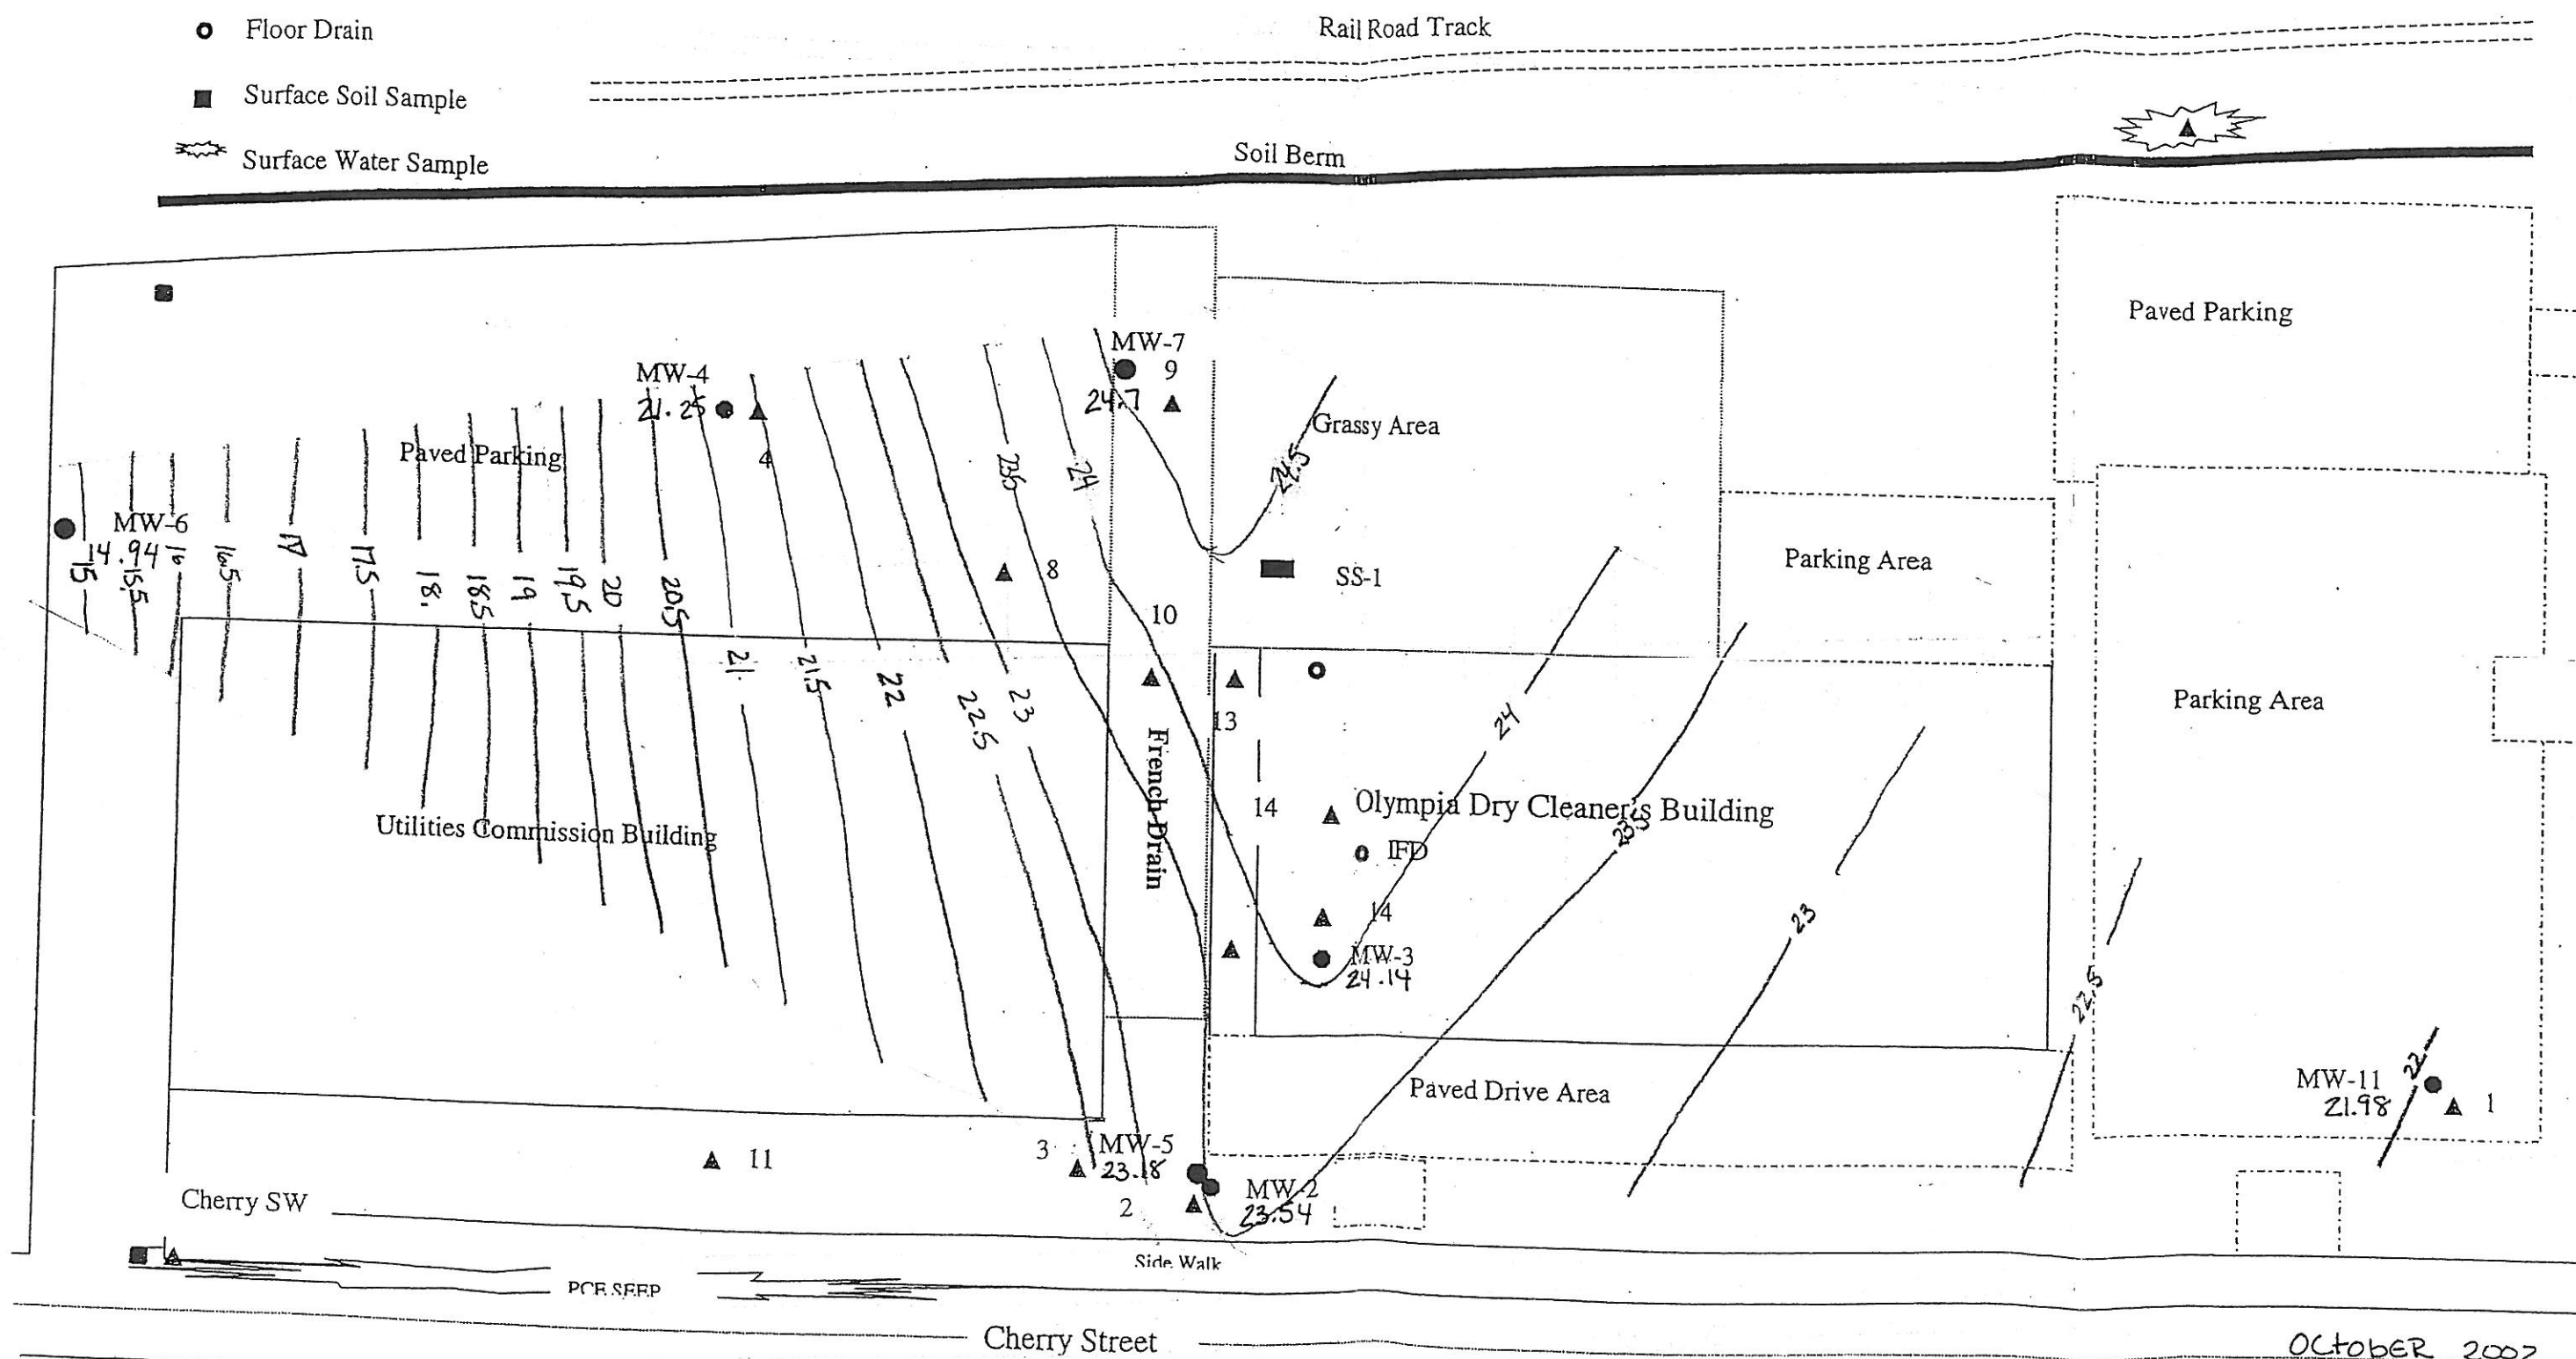 Floor Drain
Rail Road Track
Surface Soil Sample
Surface Water Sample
Soil Berm
Paved Parking
MW-7
9
24.7
MW-4
21.25
4
Paved Parking
Grassy Area
24.5
24
MW-6
14.94
15
15.5
16
16.5
17
17.5
18.
18.5
19
19.5
20
20.5
21
21.5
22
22.5
23
8
10
SS-1
Parking Area
Parking Area
13
French Drain
24
14
Olympia Dry Cleaner's Building
23.5
IFD
Utilities Commission Building
14
MW-3
24.14
23
22.5
Paved Drive Area
MW-11
21.98
22
1
11
3
MW-5
23.18
2
MW-2
23.54
Cherry SW
Side Walk
PCE SEEP
Cherry Street
OCtobER